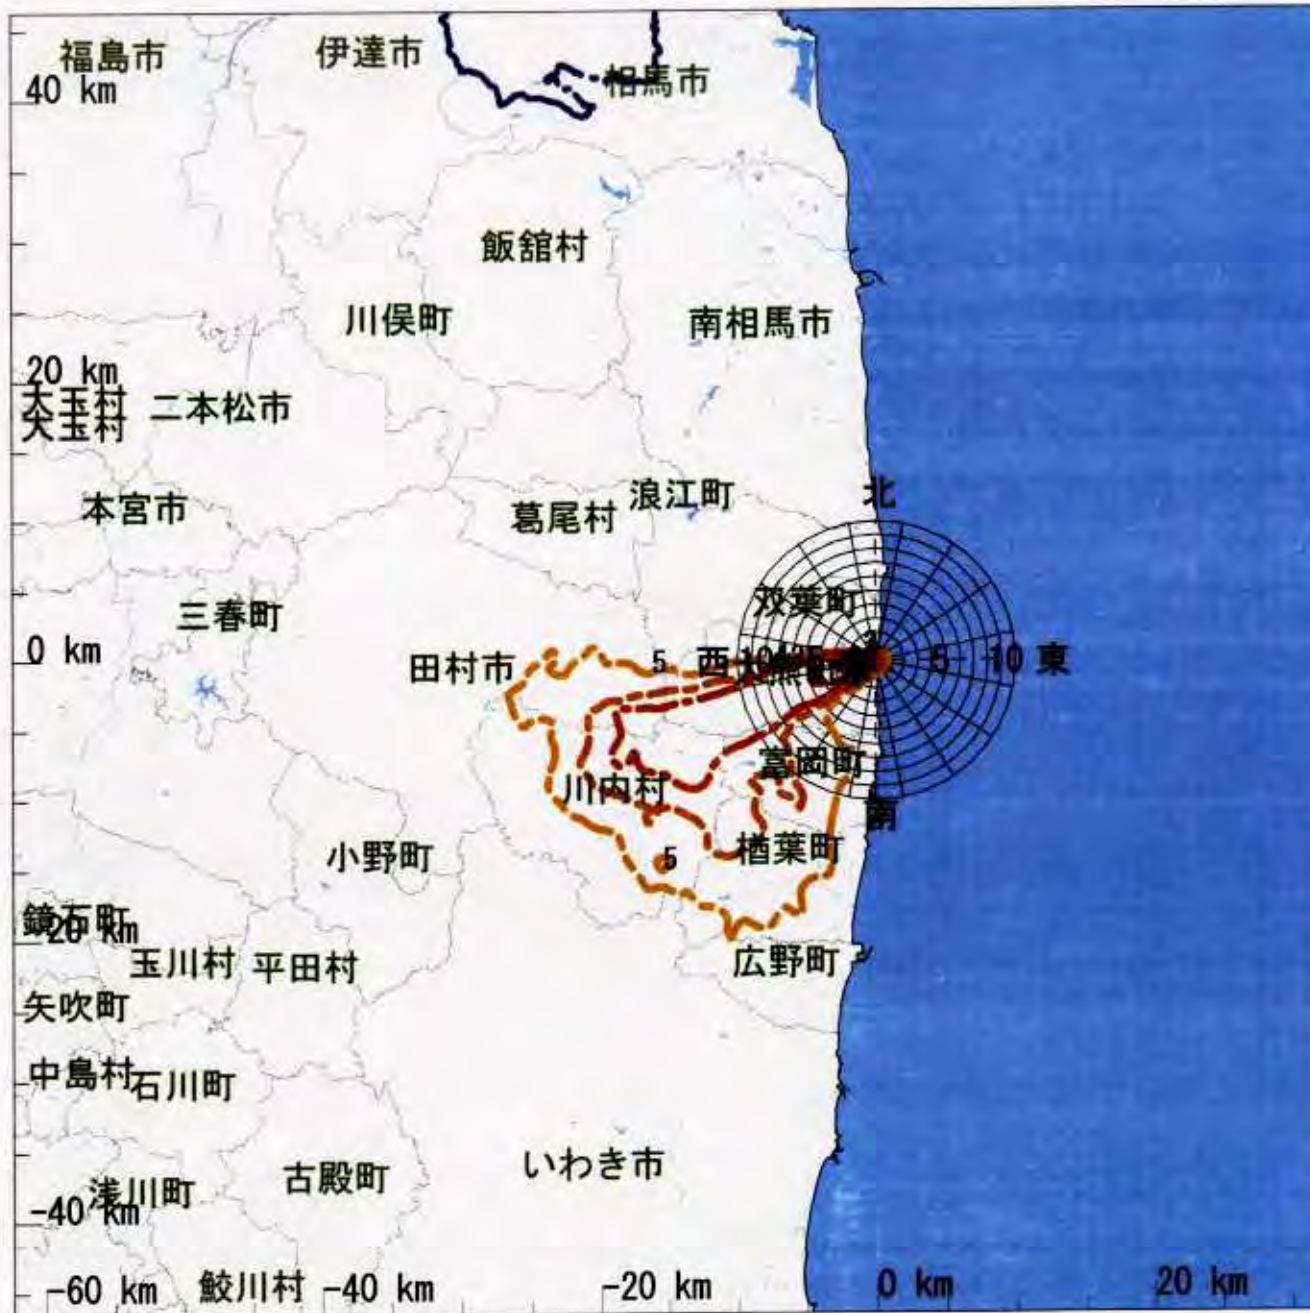 福島市
伊達市
相馬市
40 km
飯舘村
川俣町
南相馬市
20 km
大玉村
二本松市
大玉村
本宮市
葛尾村
浪江町
北
三春町
双葉町
0 km
田村市
5
西
10
5
10
東
富岡町
川内村
南
小野町
5
楢葉町
鏡石町
-20 km
玉川村
平田村
広野町
矢吹町
中島村
石川町
いわき市
浅川町
古殿町
-40 km
-60 km
鮫川村
-40 km
-20 km
0 km
20 km